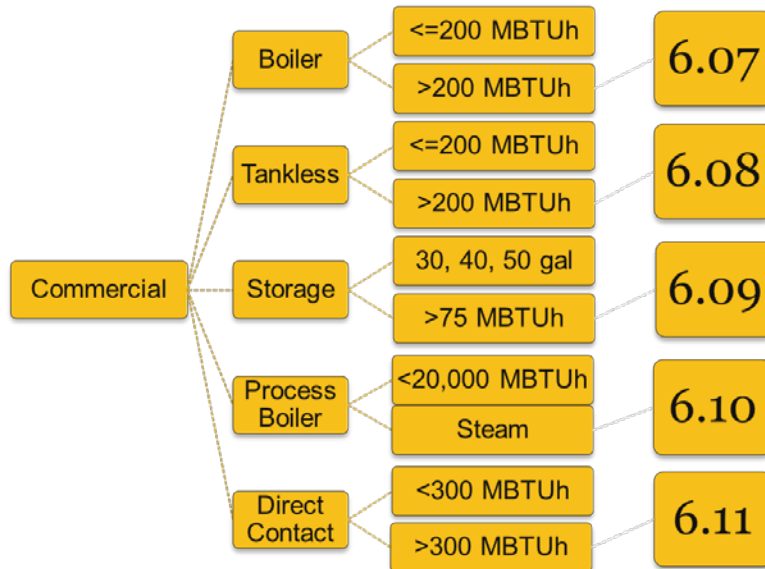 Commercial
Boiler
<=200 MBTUh
>200 MBTUh
6.07
Tankless
<=200 MBTUh
>200 MBTUh
6.08
Storage
30, 40, 50 gal
>75 MBTUh
6.09
Process
Boiler
<20,000 MBTUh
Steam
6.10
Direct
Contact
<300 MBTUh
>300 MBTUh
6.11